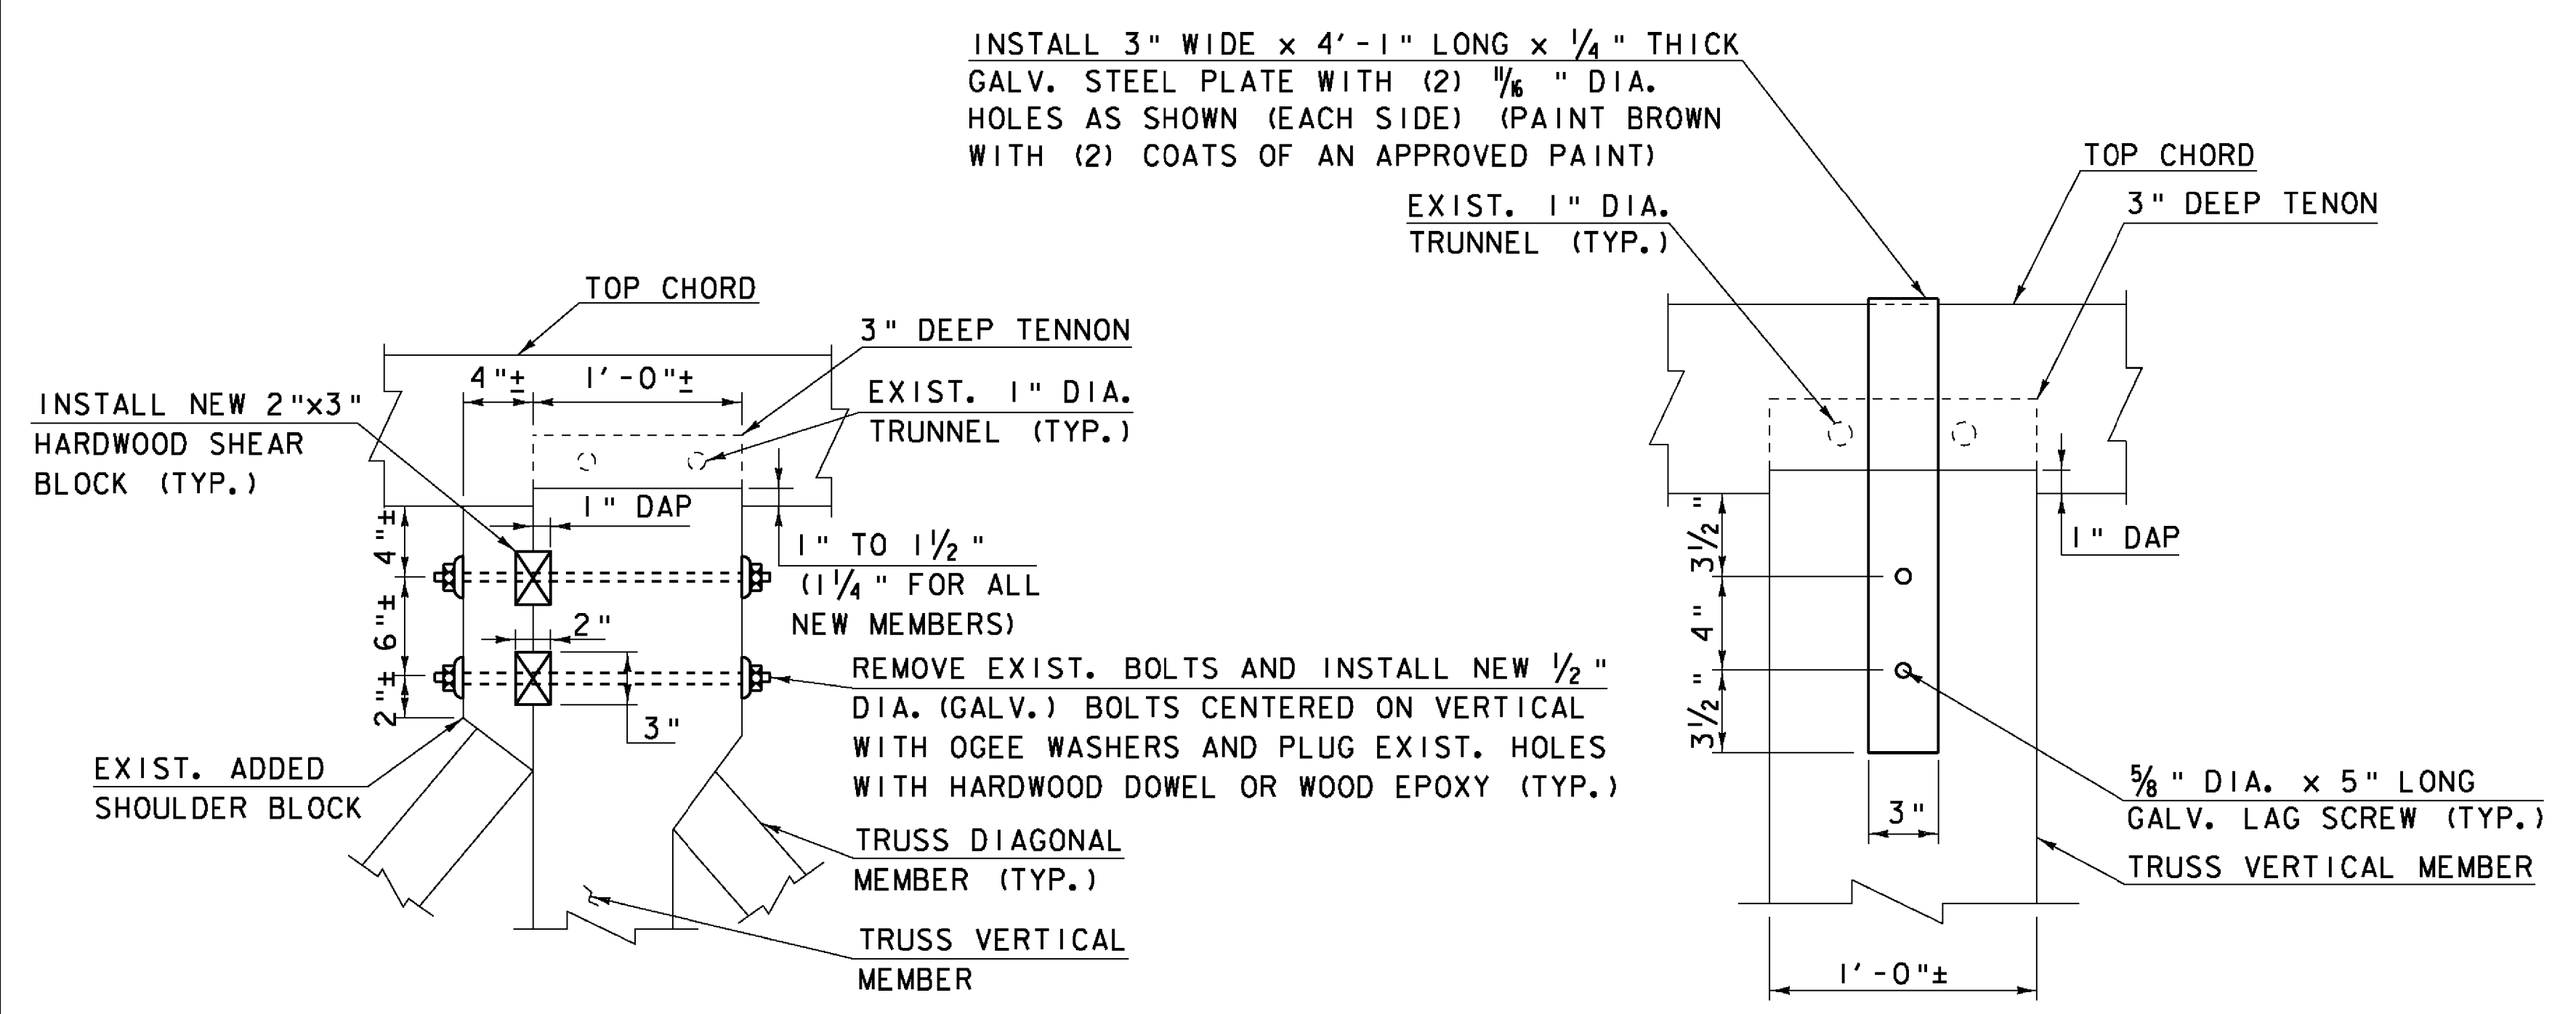 INSTALL 3" WIDE x 4'-1" LONG x 1/4" THICK
GALV. STEEL PLATE WITH (2) 11/16" DIA.
HOLES AS SHOWN (EACH SIDE) (PAINT BROWN
WITH (2) COATS OF AN APPROVED PAINT)
TOP CHORD
3" DEEP TENON
EXIST. 1" DIA.
TRUNNEL (TYP.)
TOP CHORD
3" DEEP TENNON
4"±
1'-0"±
EXIST. 1" DIA.
TRUNNEL (TYP.)
INSTALL NEW 2"x3"
HARDWOOD SHEAR
BLOCK (TYP.)
1" DAP
4"±
6"±
2"±
1" TO 1 1/2"
(1 1/4" FOR ALL
NEW MEMBERS)
2"
3"
REMOVE EXIST. BOLTS AND INSTALL NEW 1/2"
DIA. (GALV.) BOLTS CENTERED ON VERTICAL
WITH OGEE WASHERS AND PLUG EXIST. HOLES
WITH HARDWOOD DOWEL OR WOOD EPOXY (TYP.)
EXIST. ADDED
SHOULDER BLOCK
TRUSS DIAGONAL
MEMBER (TYP.)
TRUSS VERTICAL
MEMBER
3 1/2"
4"
3 1/2"
1" DAP
3"
5/8" DIA. x 5" LONG
GALV. LAG SCREW (TYP.)
TRUSS VERTICAL MEMBER
1'-0"±